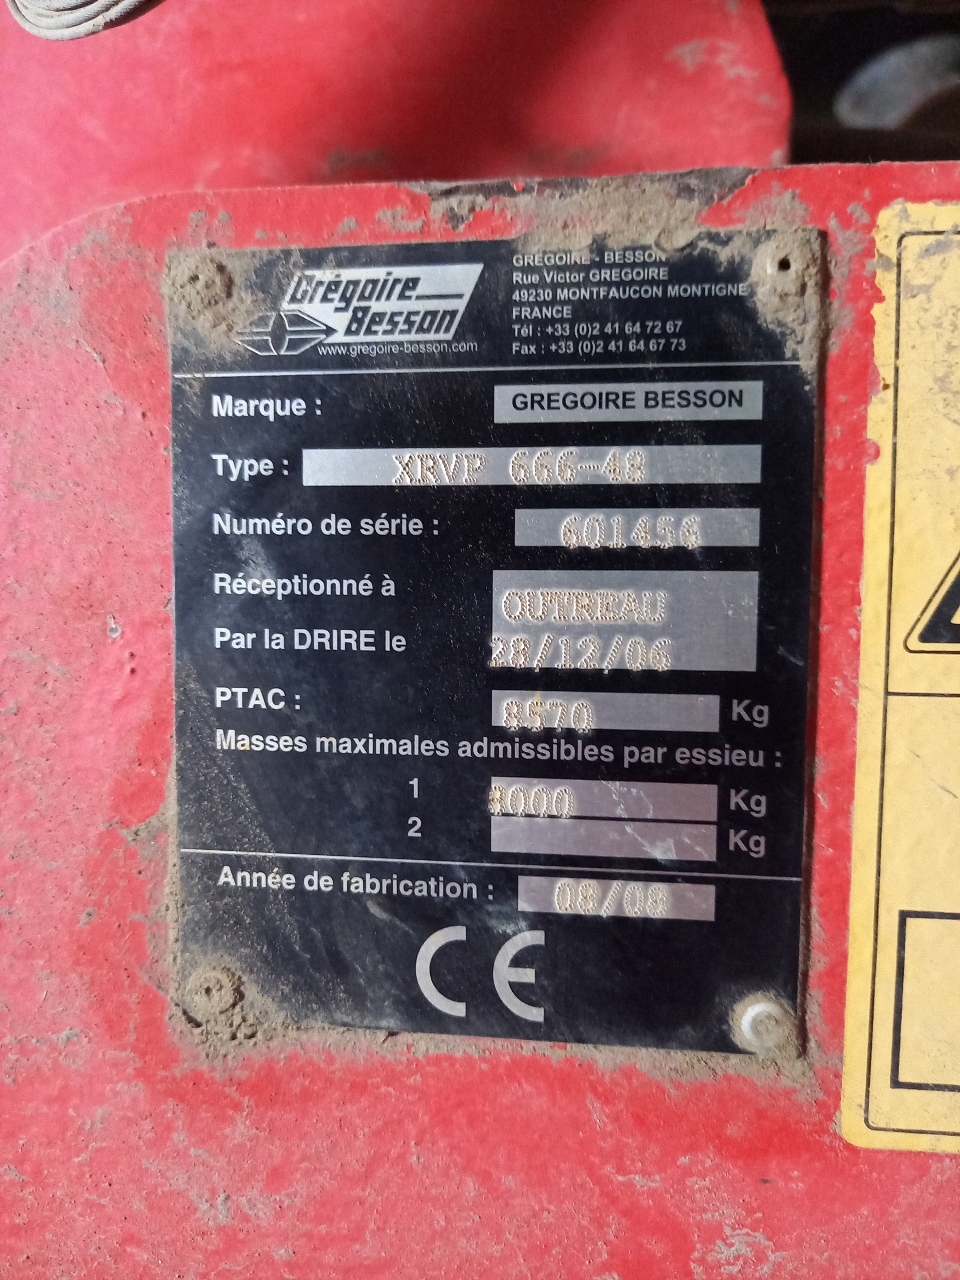 Grégoire
Besson
www.gregoire-besson.com
GREGOIRE - BESSON
Rue Victor GREGOIRE
49230 MONTFAUCON MONTIGNE
FRANCE
Tél : +33 (0)2 41 64 72 67
Fax : +33 (0)2 41 64 67 73
Marque : GREGOIRE BESSON
Type : XRVP 666-48
Numéro de série : 601456
Réceptionné à OUTREAU
Par la DRIRE le 28/12/06
PTAC : 8570 Kg
Masses maximales admissibles par essieu :
1 8000 Kg
2 Kg
Année de fabrication : 08/08
CE